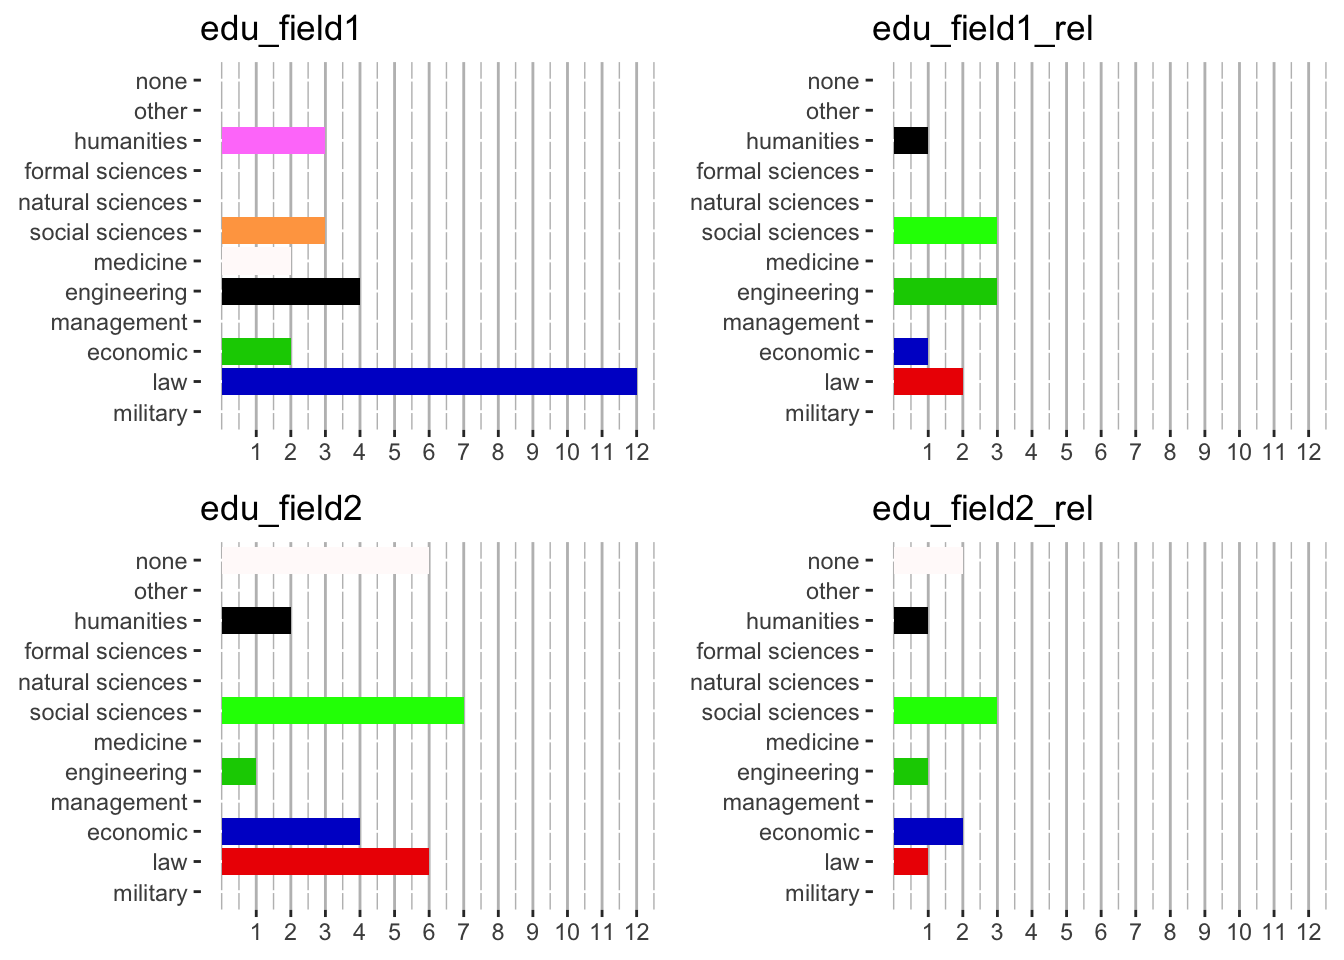 edu_field1
none
other
humanities
formal sciences
natural sciences
social sciences
medicine
engineering
management
economic
law
military
1 2 3 4 5 6 7 8 9 10 11 12
edu_field1_rel
none
other
humanities
formal sciences
natural sciences
social sciences
medicine
engineering
management
economic
law
military
1 2 3 4 5 6 7 8 9 10 11 12
edu_field2
none
other
humanities
formal sciences
natural sciences
social sciences
medicine
engineering
management
economic
law
military
1 2 3 4 5 6 7 8 9 10 11 12
edu_field2_rel
none
other
humanities
formal sciences
natural sciences
social sciences
medicine
engineering
management
economic
law
military
1 2 3 4 5 6 7 8 9 10 11 12